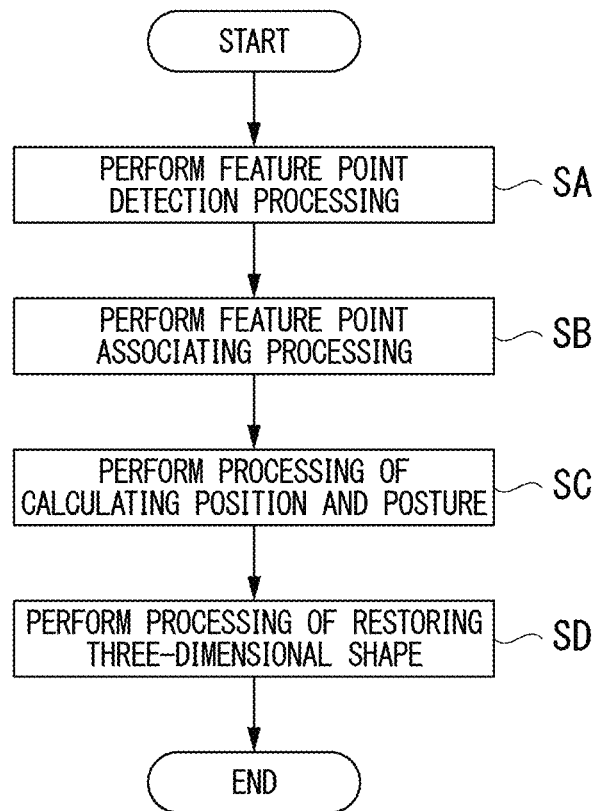 START
PERFORM FEATURE POINT
DETECTION PROCESSING
SA
PERFORM FEATURE POINT
ASSOCIATING PROCESSING
SB
PERFORM PROCESSING OF
CALCULATING POSITION AND POSTURE
SC
PERFORM PROCESSING OF RESTORING
THREE-DIMENSIONAL SHAPE
SD
END